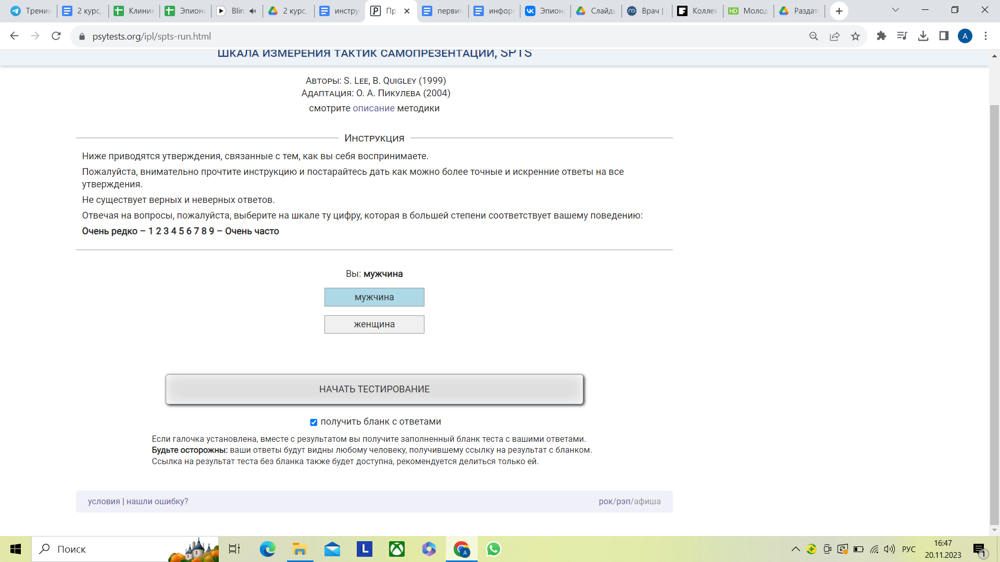 Тренин
2 курс,
Клиник
Эпиона
Blin
2 курс,
инстру
Пр
первич
инфор
Эпиона
Слайды
Врач |
Коллек
Молод
Раздат
psytests.org/ipl/spts-run.html
A
ШКАЛА ИЗМЕРЕНИЯ ТАКТИК САМОПРЕЗЕНТАЦИИ, SPTS
Авторы: S. Lee, B. Quigley (1999)
Адаптация: О. А. Пикулева (2004)
смотрите описание методики
Инструкция
Ниже приводятся утверждения, связанные с тем, как вы себя воспринимаете.
Пожалуйста, внимательно прочтите инструкцию и постарайтесь дать как можно более точные и искренние ответы на все
утверждения.
Не существует верных и неверных ответов.
Отвечая на вопросы, пожалуйста, выберите на шкале ту цифру, которая в большей степени соответствует вашему поведению:
Очень редко – 1 2 3 4 5 6 7 8 9 – Очень часто
Вы: мужчина
мужчина
женщина
НАЧАТЬ ТЕСТИРОВАНИЕ
получить бланк с ответами
Если галочка установлена, вместе с результатом вы получите заполненный бланк теста с вашими ответами.
Будьте осторожны: ваши ответы будут видны любому человеку, получившему ссылку на результат с бланком.
Ссылка на результат теста без бланка также будет доступна, рекомендуется делиться только ей.
условия | нашли ошибку?
рок/рэп/афиша
Поиск
L
A
РУС
16:47
20.11.2023
1